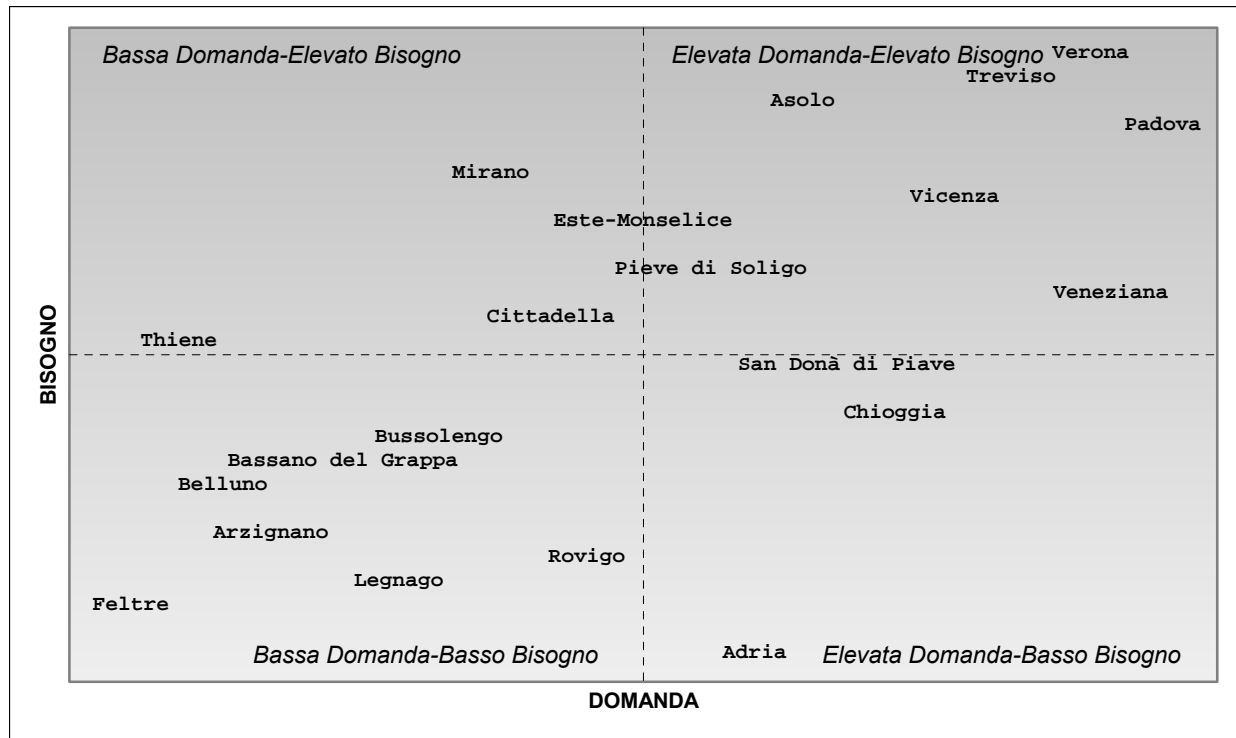 Bassa Domanda-Elevato Bisogno
Elevata Domanda-Elevato Bisogno
Verona
Treviso
Asolo
Padova
Mirano
Vicenza
Este-Monselice
Pieve di Soligo
Veneziana
Cittadella
Thiene
San Donà di Piave
Chioggia
Bussolengo
Bassano del Grappa
Belluno
Arzignano
Rovigo
Legnago
Feltre
Bassa Domanda-Basso Bisogno
Adria
Elevata Domanda-Basso Bisogno
BISOGNO
DOMANDA